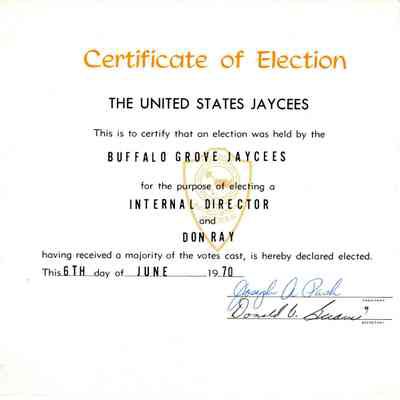 Certificate of Election
THE UNITED STATES JAYCEES
This is to certify that an election was held by the
BUFFALO GROVE JAYCEES
for the purpose of electing a
INTERNAL DIRECTOR
and
DON RAY
having received a majority of the votes cast, is hereby declared elected.
This 6TH day of JUNE 1970
Joseph A.
PRESIDENT
Donald
SECRETARY